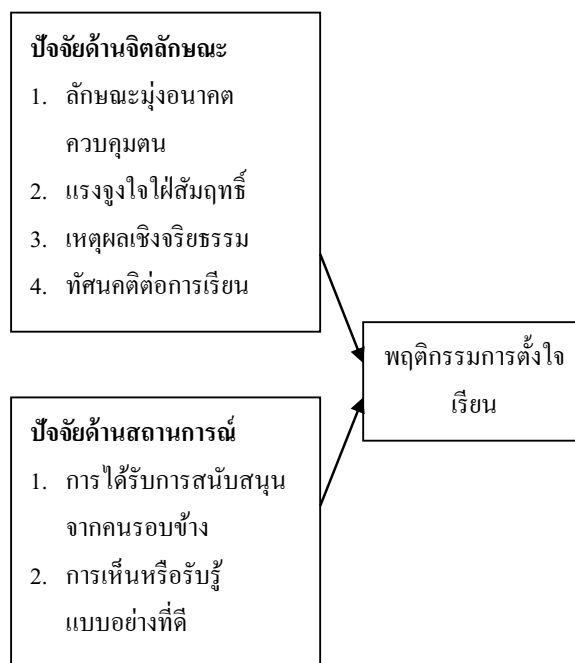 ปัจจัยด้านจิตลักษณะ
1. ลักษณะมุ่งอนาคต
ควบคุมตน
2. แรงจูงใจใฝ่สัมฤทธิ์
3. เหตุผลเชิงจริยธรรม
4. ทัศนคติต่อการเรียน
พฤติกรรมการตั้งใจ
เรียน
ปัจจัยด้านสถานการณ์
1. การได้รับการสนับสนุน
จากคนรอบข้าง
2. การเห็นหรือรับรู้
แบบอย่างที่ดี